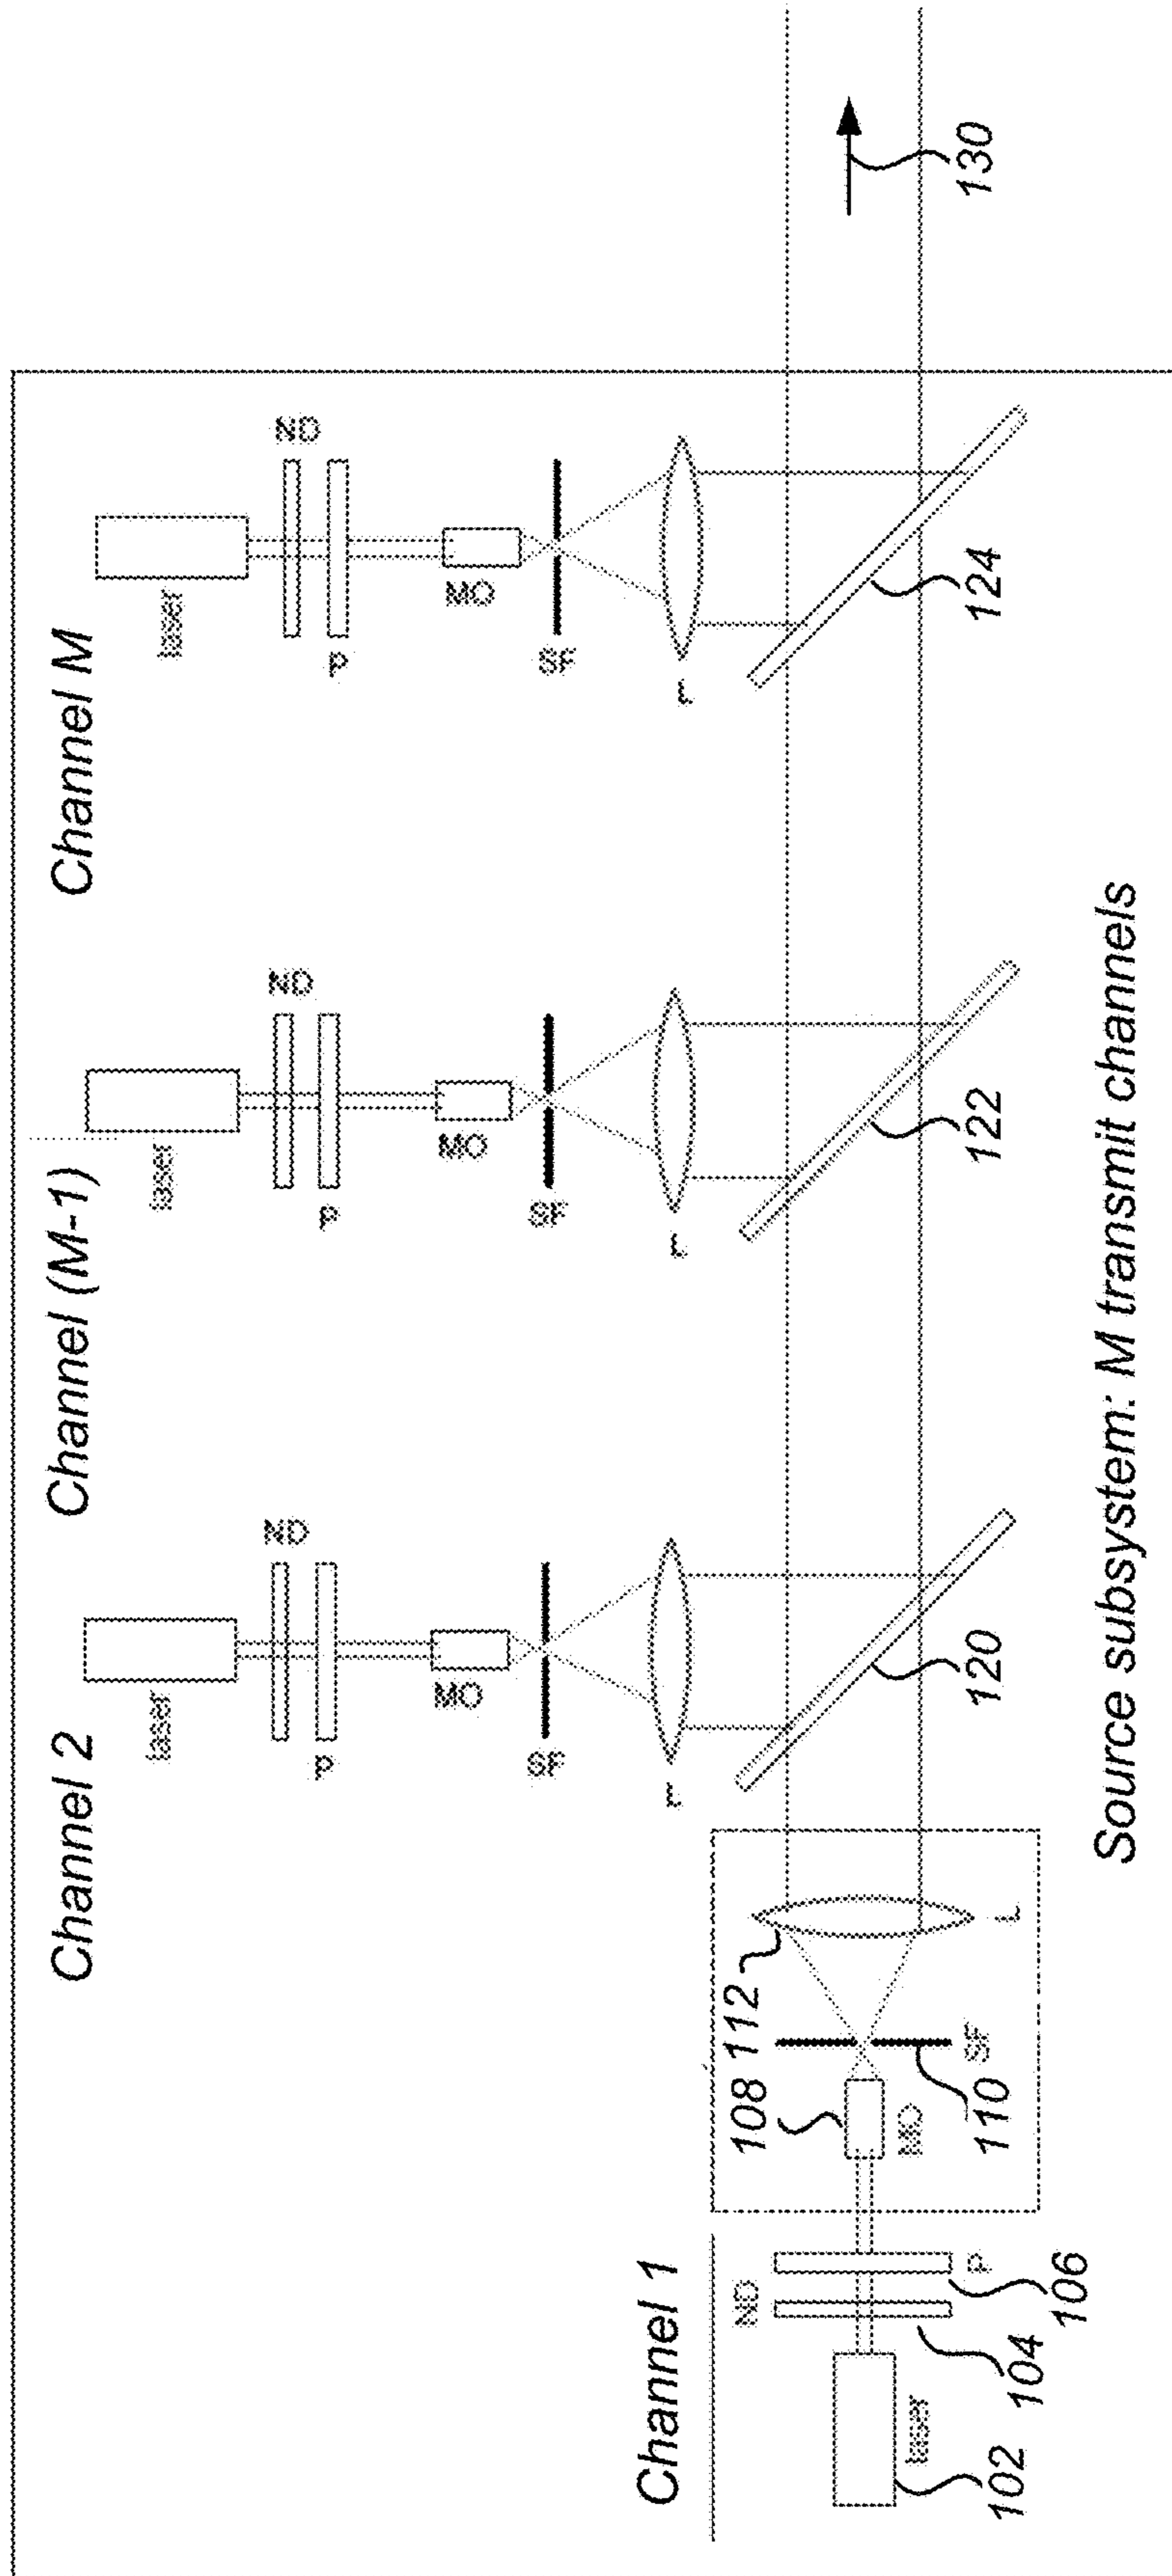 Channel 1
ND
P
laser
102
104
106
108
MO
110
SF
112
L
Channel 2
laser
ND
P
MO
SF
L
120
Channel (M-1)
laser
ND
P
MO
SF
L
122
Channel M
laser
ND
P
MO
SF
L
124
130
Source subsystem: M transmit channels